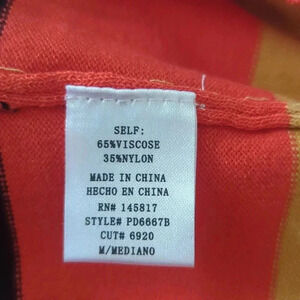 SELF:
65%VISCOSE
35%NYLON
MADE IN CHINA
HECHO EN CHINA
RN# 145817
STYLE# PD6667B
CUT# 6920
M/MEDIANO